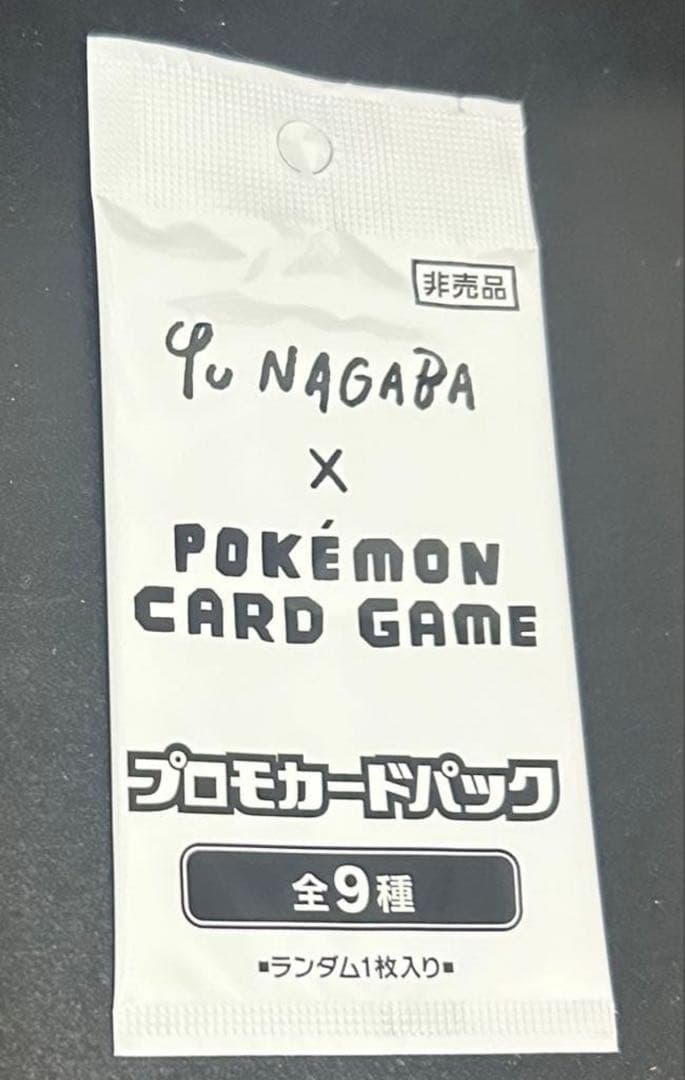 非売品
Yu NAGABA
X
POKÉMON
CARD GAME
プロモカードパック
全9種
■ランダム1枚入り■